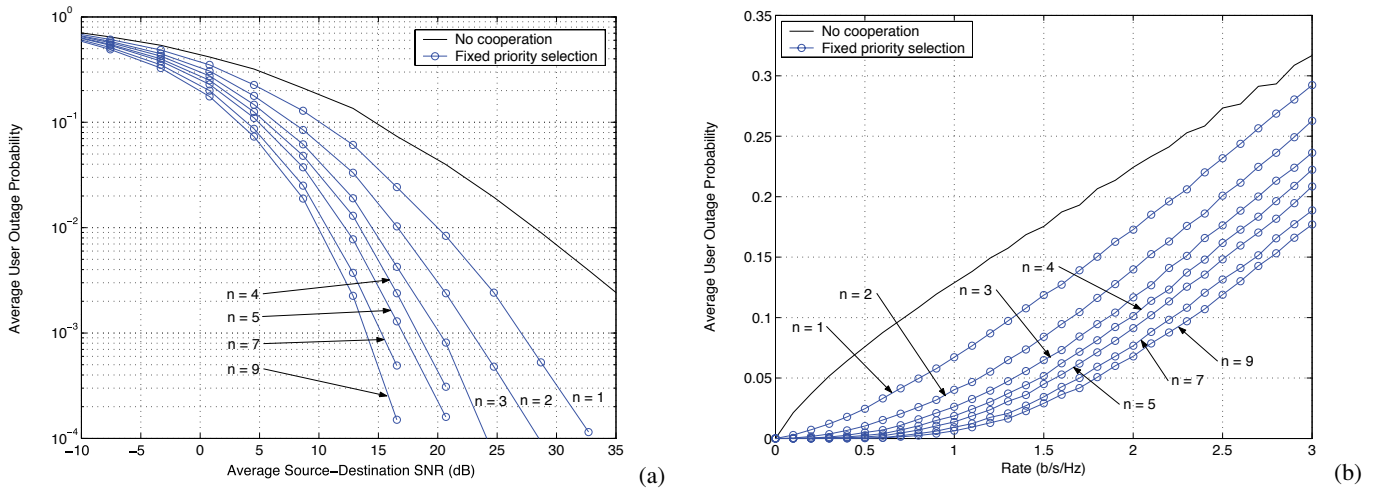 10^0
10^-1
10^-2
10^-3
10^-4
-10
-5
0
5
10
15
20
25
30
35
Average User Outage Probability
Average Source–Destination SNR (dB)
No cooperation
Fixed priority selection
n = 4
n = 5
n = 7
n = 9
n = 3
n = 2
n = 1
(a)
0.35
0.3
0.25
0.2
0.15
0.1
0.05
0
0
0.5
1
1.5
2
2.5
3
Average User Outage Probability
Rate (b/s/Hz)
No cooperation
Fixed priority selection
n = 4
n = 3
n = 2
n = 1
n = 9
n = 7
n = 5
(b)